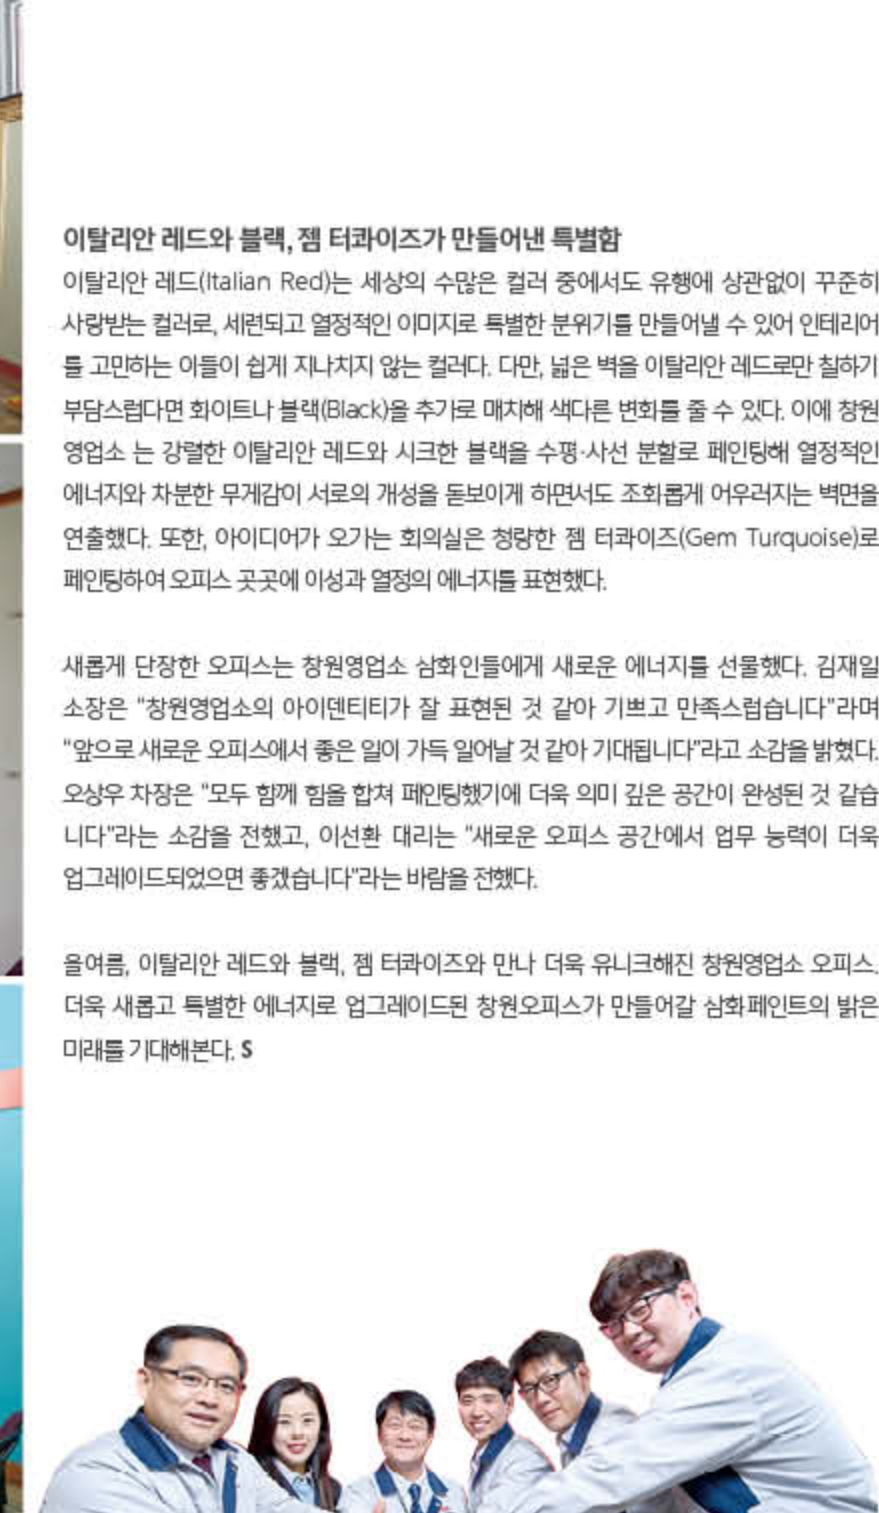 이탈리안 레드와 블랙, 젬 터콰이즈가 만들어낸 특별함
이탈리안 레드(Italian Red)는 세상의 수많은 컬러 중에서도 유행에 상관없이 꾸준히
사랑받는 컬러로, 세련되고 열정적인 이미지로 특별한 분위기를 만들어낼 수 있어 인테리어
를 고민하는 이들이 쉽게 지나치지 않는 컬러다. 다만, 넓은 벽을 이탈리안 레드로만 칠하기
부담스럽다면 화이트나 블랙(Black)을 추가로 매치해 색다른 변화를 줄 수 있다. 이에 창원
영업소 는 강렬한 이탈리안 레드와 시크한 블랙을 수평·사선 분할로 페인팅해 열정적인
에너지와 차분한 무게감이 서로의 개성을 돋보이게 하면서도 조화롭게 어우러지는 벽면을
연출했다. 또한, 아이디어가 오가는 회의실은 청량한 젬 터콰이즈(Gem Turquoise)로
페인팅하여 오피스 곳곳에 이성과 열정의 에너지를 표현했다.
새롭게 단장한 오피스는 창원영업소 삼화인들에게 새로운 에너지를 선물했다. 김재일
소장은 "창원영업소의 아이덴티티가 잘 표현된 것 같아 기쁘고 만족스럽습니다"라며
"앞으로 새로운 오피스에서 좋은 일이 가득 일어날 것 같아 기대됩니다"라고 소감을 밝혔다.
오상우 차장은 "모두 함께 힘을 합쳐 페인팅했기에 더욱 의미 깊은 공간이 완성된 것 같습
니다"라는 소감을 전했고, 이선환 대리는 "새로운 오피스 공간에서 업무 능력이 더욱
업그레이드되었으면 좋겠습니다"라는 바람을 전했다.
올여름, 이탈리안 레드와 블랙, 젬 터콰이즈와 만나 더욱 유니크해진 창원영업소 오피스.
더욱 새롭고 특별한 에너지로 업그레이드된 창원오피스가 만들어갈 삼화페인트의 밝은
미래를 기대해본다. S